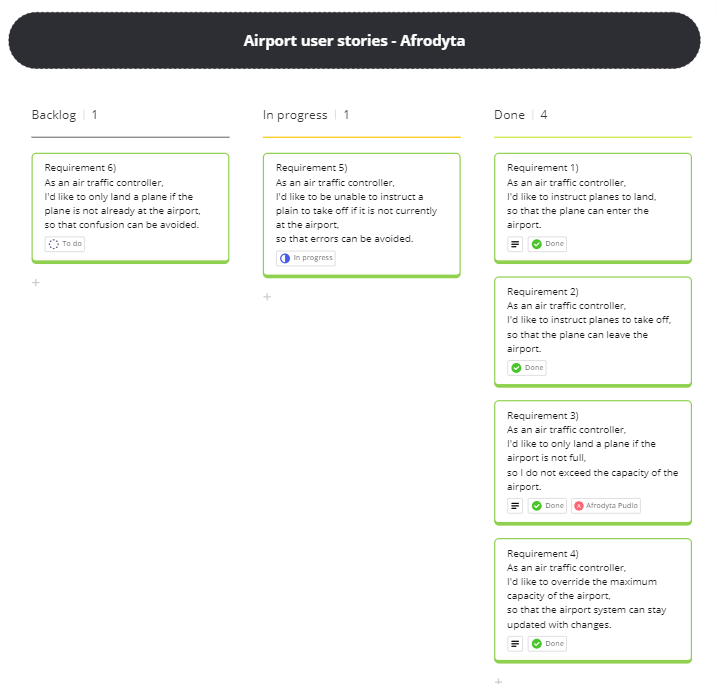 Airport user stories - Afrodyta
Backlog | 1
Requirement 6)
As an air traffic controller,
I'd like to only land a plane if the
plane is not already at the airport,
so that confusion can be avoided.
To do
+
In progress | 1
Requirement 5)
As an air traffic controller,
I'd like to be unable to instruct a
plain to take off if it is not currently
at the airport,
so that errors can be avoided.
In progress
+
Done | 4
Requirement 1)
As an air traffic controller,
I'd like to instruct planes to land,
so that the plane can enter the
airport.
Done
Requirement 2)
As an air traffic controller,
I'd like to instruct planes to take off,
so that the plane can leave the
airport.
Done
Requirement 3)
As an air traffic controller,
I'd like to only land a plane if the
airport is not full,
so I do not exceed the capacity of the
airport.
Done Afrodyta Pudlo
Requirement 4)
As an air traffic controller,
I'd like to override the maximum
capacity of the airport,
so that the airport system can stay
updated with changes.
Done
+